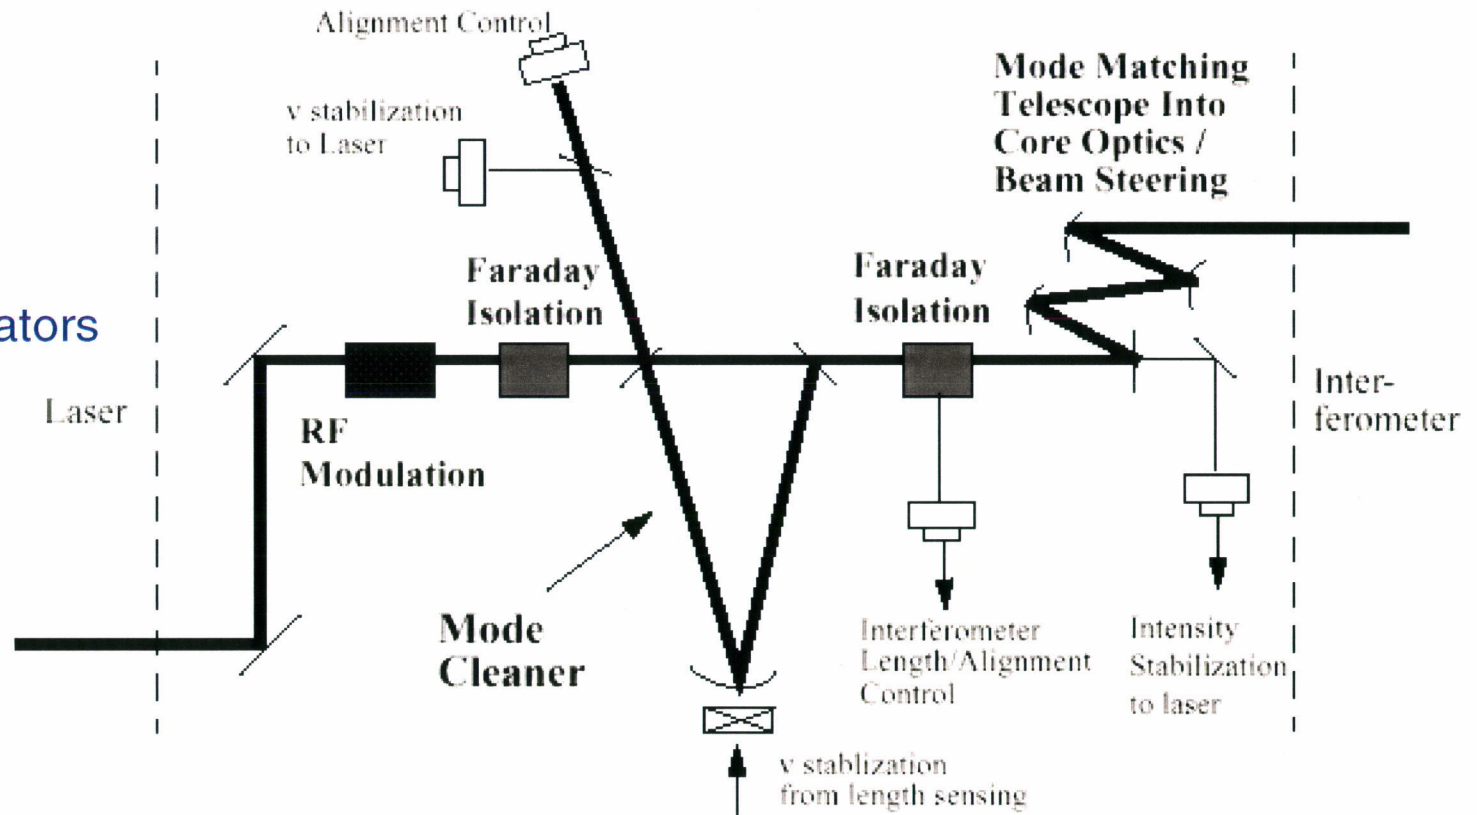 Alignment Control
ν stabilization
to Laser
Mode Matching
Telescope Into
Core Optics /
Beam Steering
Faraday
Isolation
Faraday
Isolation
ators
Laser
RF
Modulation
Inter-
ferometer
Mode
Cleaner
Interferometer
Length/Alignment
Control
Intensity
Stabilization
to laser
ν stablization
from length sensing